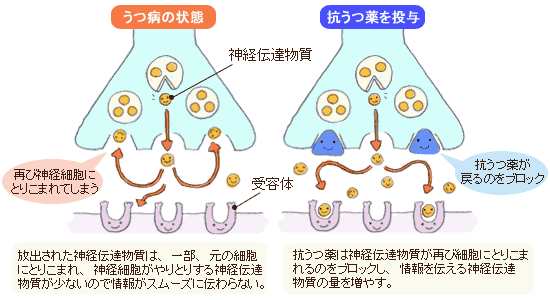 うつ病の状態
抗うつ薬を投与
神経伝達物質
再び神経細胞に
とりこまれてしまう
受容体
抗うつ薬が
戻るのをブロック
放出された神経伝達物質は、一部、元の細胞
にとりこまれ、神経細胞がやりとりする神経伝達
物質が少ないので情報がスムーズに伝わらない。
抗うつ薬は神経伝達物質が再び細胞にとりこま
れるのをブロックし、情報を伝える神経伝達
物質の量を増やす。